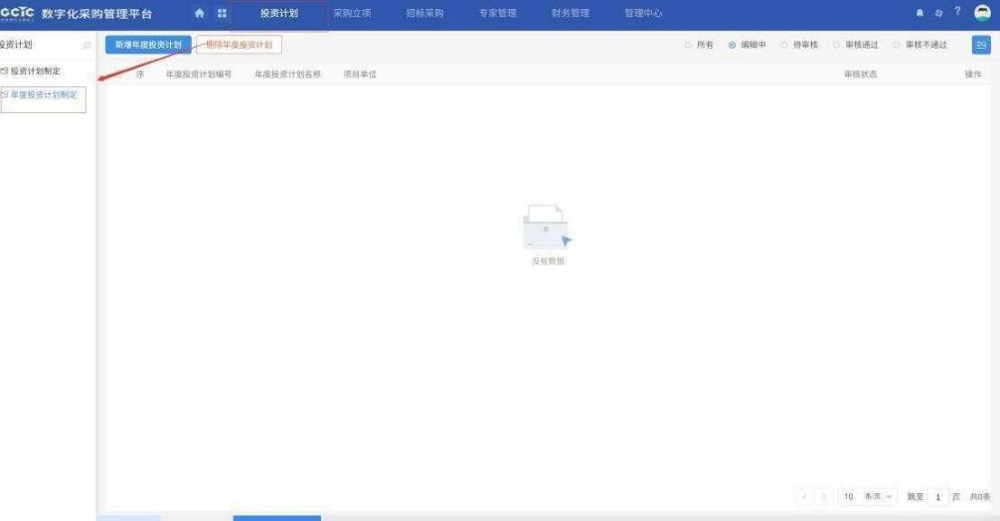 CCTC 数字化采购管理平台 投资计划 采购立项 招标采购 专家管理 财务管理 管理中心 ?
投资计划 新增年度投资计划 删除年度投资计划 所有 编辑中 待审核 审核通过 审核不通过
投资计划制定 序 年度投资计划编号 年度投资计划名称 项目单位 审核状态 操作
年度投资计划制定
没有数据
10 条/页 跳至 1 页 共0条